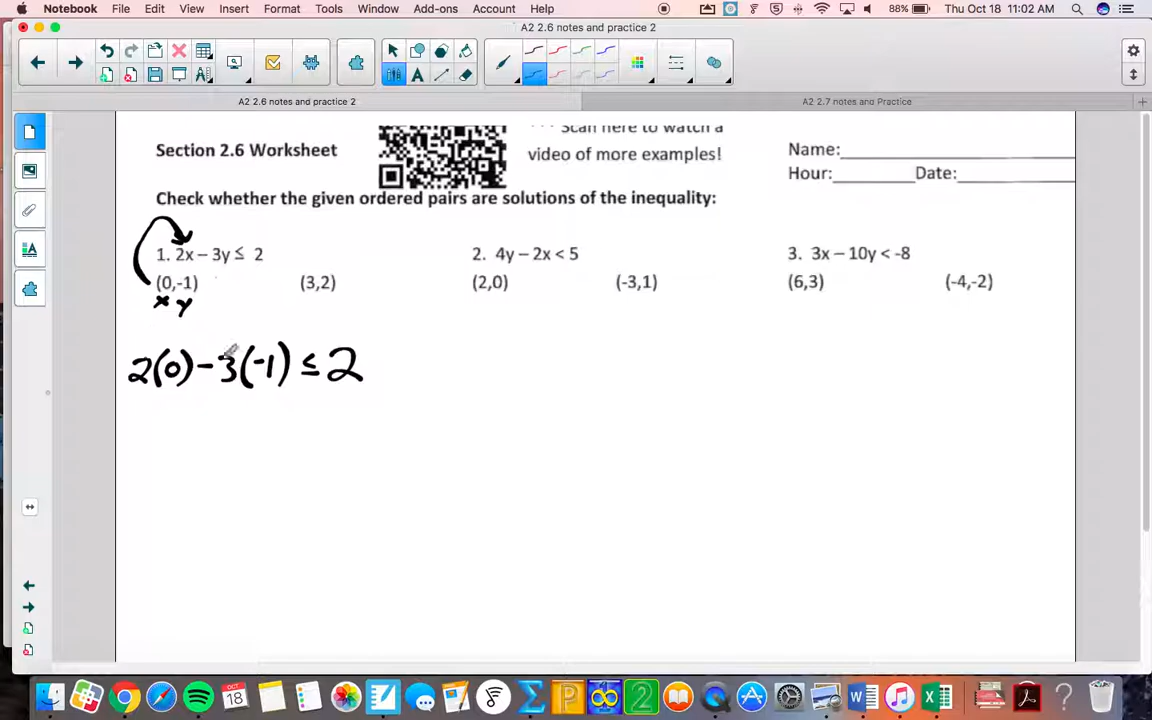 Notebook File Edit View Insert Format Tools Window Add-ons Account Help 88% Thu Oct 18 11:02 AM
A2 2.6 notes and practice 2
A2 2.6 notes and practice 2 A2 2.7 notes and Practice
Scan here to watch a
Section 2.6 Worksheet video of more examples! Name:
Hour: Date:
Check whether the given ordered pairs are solutions of the inequality:
1. 2x – 3y ≤ 2 2. 4y – 2x < 5 3. 3x – 10y < -8
(0,-1) (3,2) (2,0) (-3,1) (6,3) (-4,-2)
x y
2(0) - 3(-1) ≤ 2
OCT
18